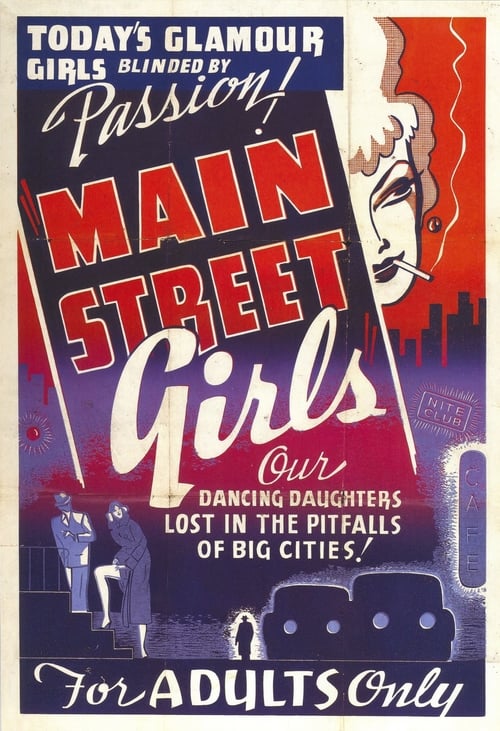 TODAY'S GLAMOUR
GIRLS BLINDED BY
Passion!
MAIN
STREET
Girls
NITE
CLUB
Our
DANCING DAUGHTERS
LOST IN THE PITFALLS
OF BIG CITIES!
CAFE
For ADULTS Only